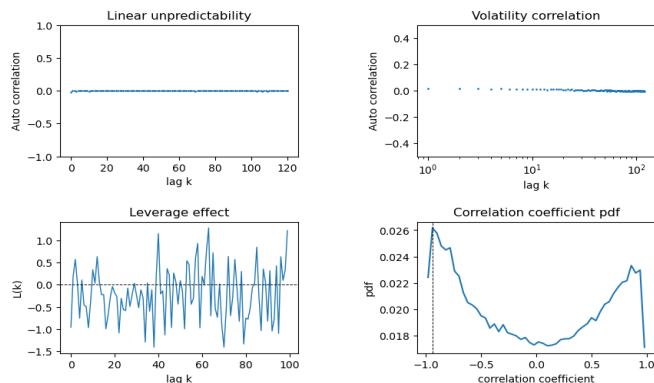 Linear unpredictability
1.0
0.5
0.0
−0.5
−1.0
Auto correlation
0 20 40 60 80 100 120
lag k
Volatility correlation
0.4
0.2
0.0
−0.2
−0.4
Auto correlation
10^0 10^1 10^2
lag k
Leverage effect
1.0
0.5
0.0
−0.5
−1.0
−1.5
L(k)
0 20 40 60 80 100
lag k
Correlation coefficient pdf
0.026
0.024
0.022
0.020
0.018
pdf
−1.0 −0.5 0.0 0.5 1.0
correlation coefficient